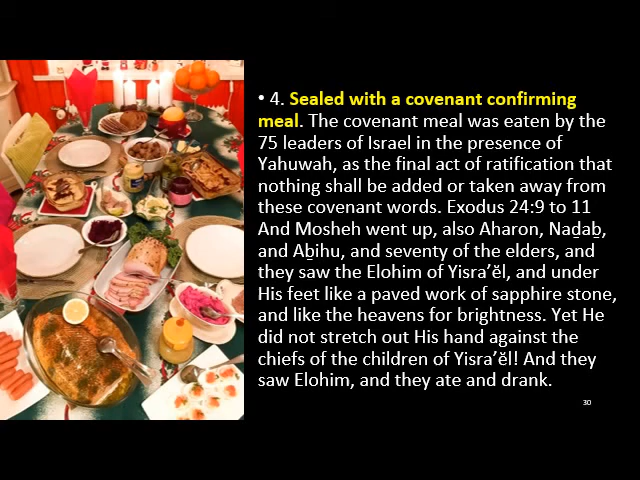 • 4. Sealed with a covenant confirming
meal. The covenant meal was eaten by the
75 leaders of Israel in the presence of
Yahuwah, as the final act of ratification that
nothing shall be added or taken away from
these covenant words. Exodus 24:9 to 11
And Mosheh went up, also Aharon, Naḏaḇ,
and Aḇihu, and seventy of the elders, and
they saw the Elohim of Yisra’ĕl, and under
His feet like a paved work of sapphire stone,
and like the heavens for brightness. Yet He
did not stretch out His hand against the
chiefs of the children of Yisra’ĕl! And they
saw Elohim, and they ate and drank.
30